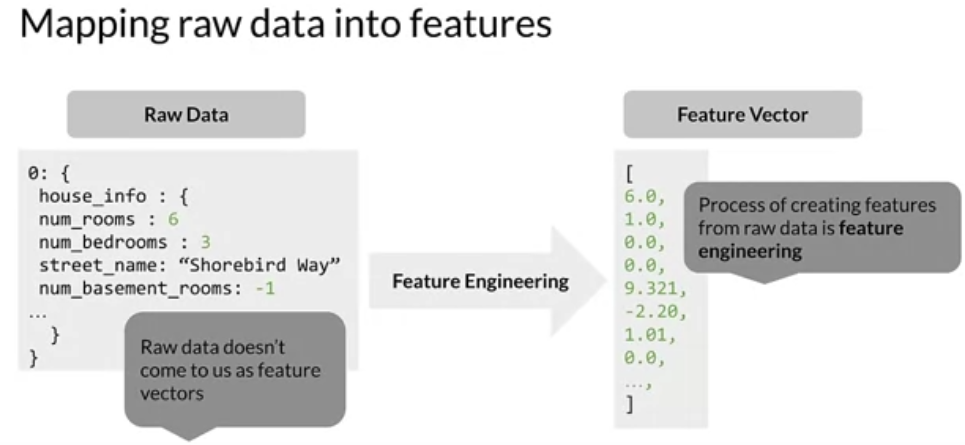 Mapping raw data into features
Raw Data
0: {
house_info : {
num_rooms : 6
num_bedrooms : 3
street_name: “Shorebird Way”
num_basement_rooms: -1
...
}
}
Raw data doesn’t
come to us as feature
vectors
Feature Engineering
Feature Vector
[
6.0,
1.0,
0.0,
0.0,
9.321,
-2.20,
1.01,
0.0,
...,
]
Process of creating features
from raw data is feature
engineering